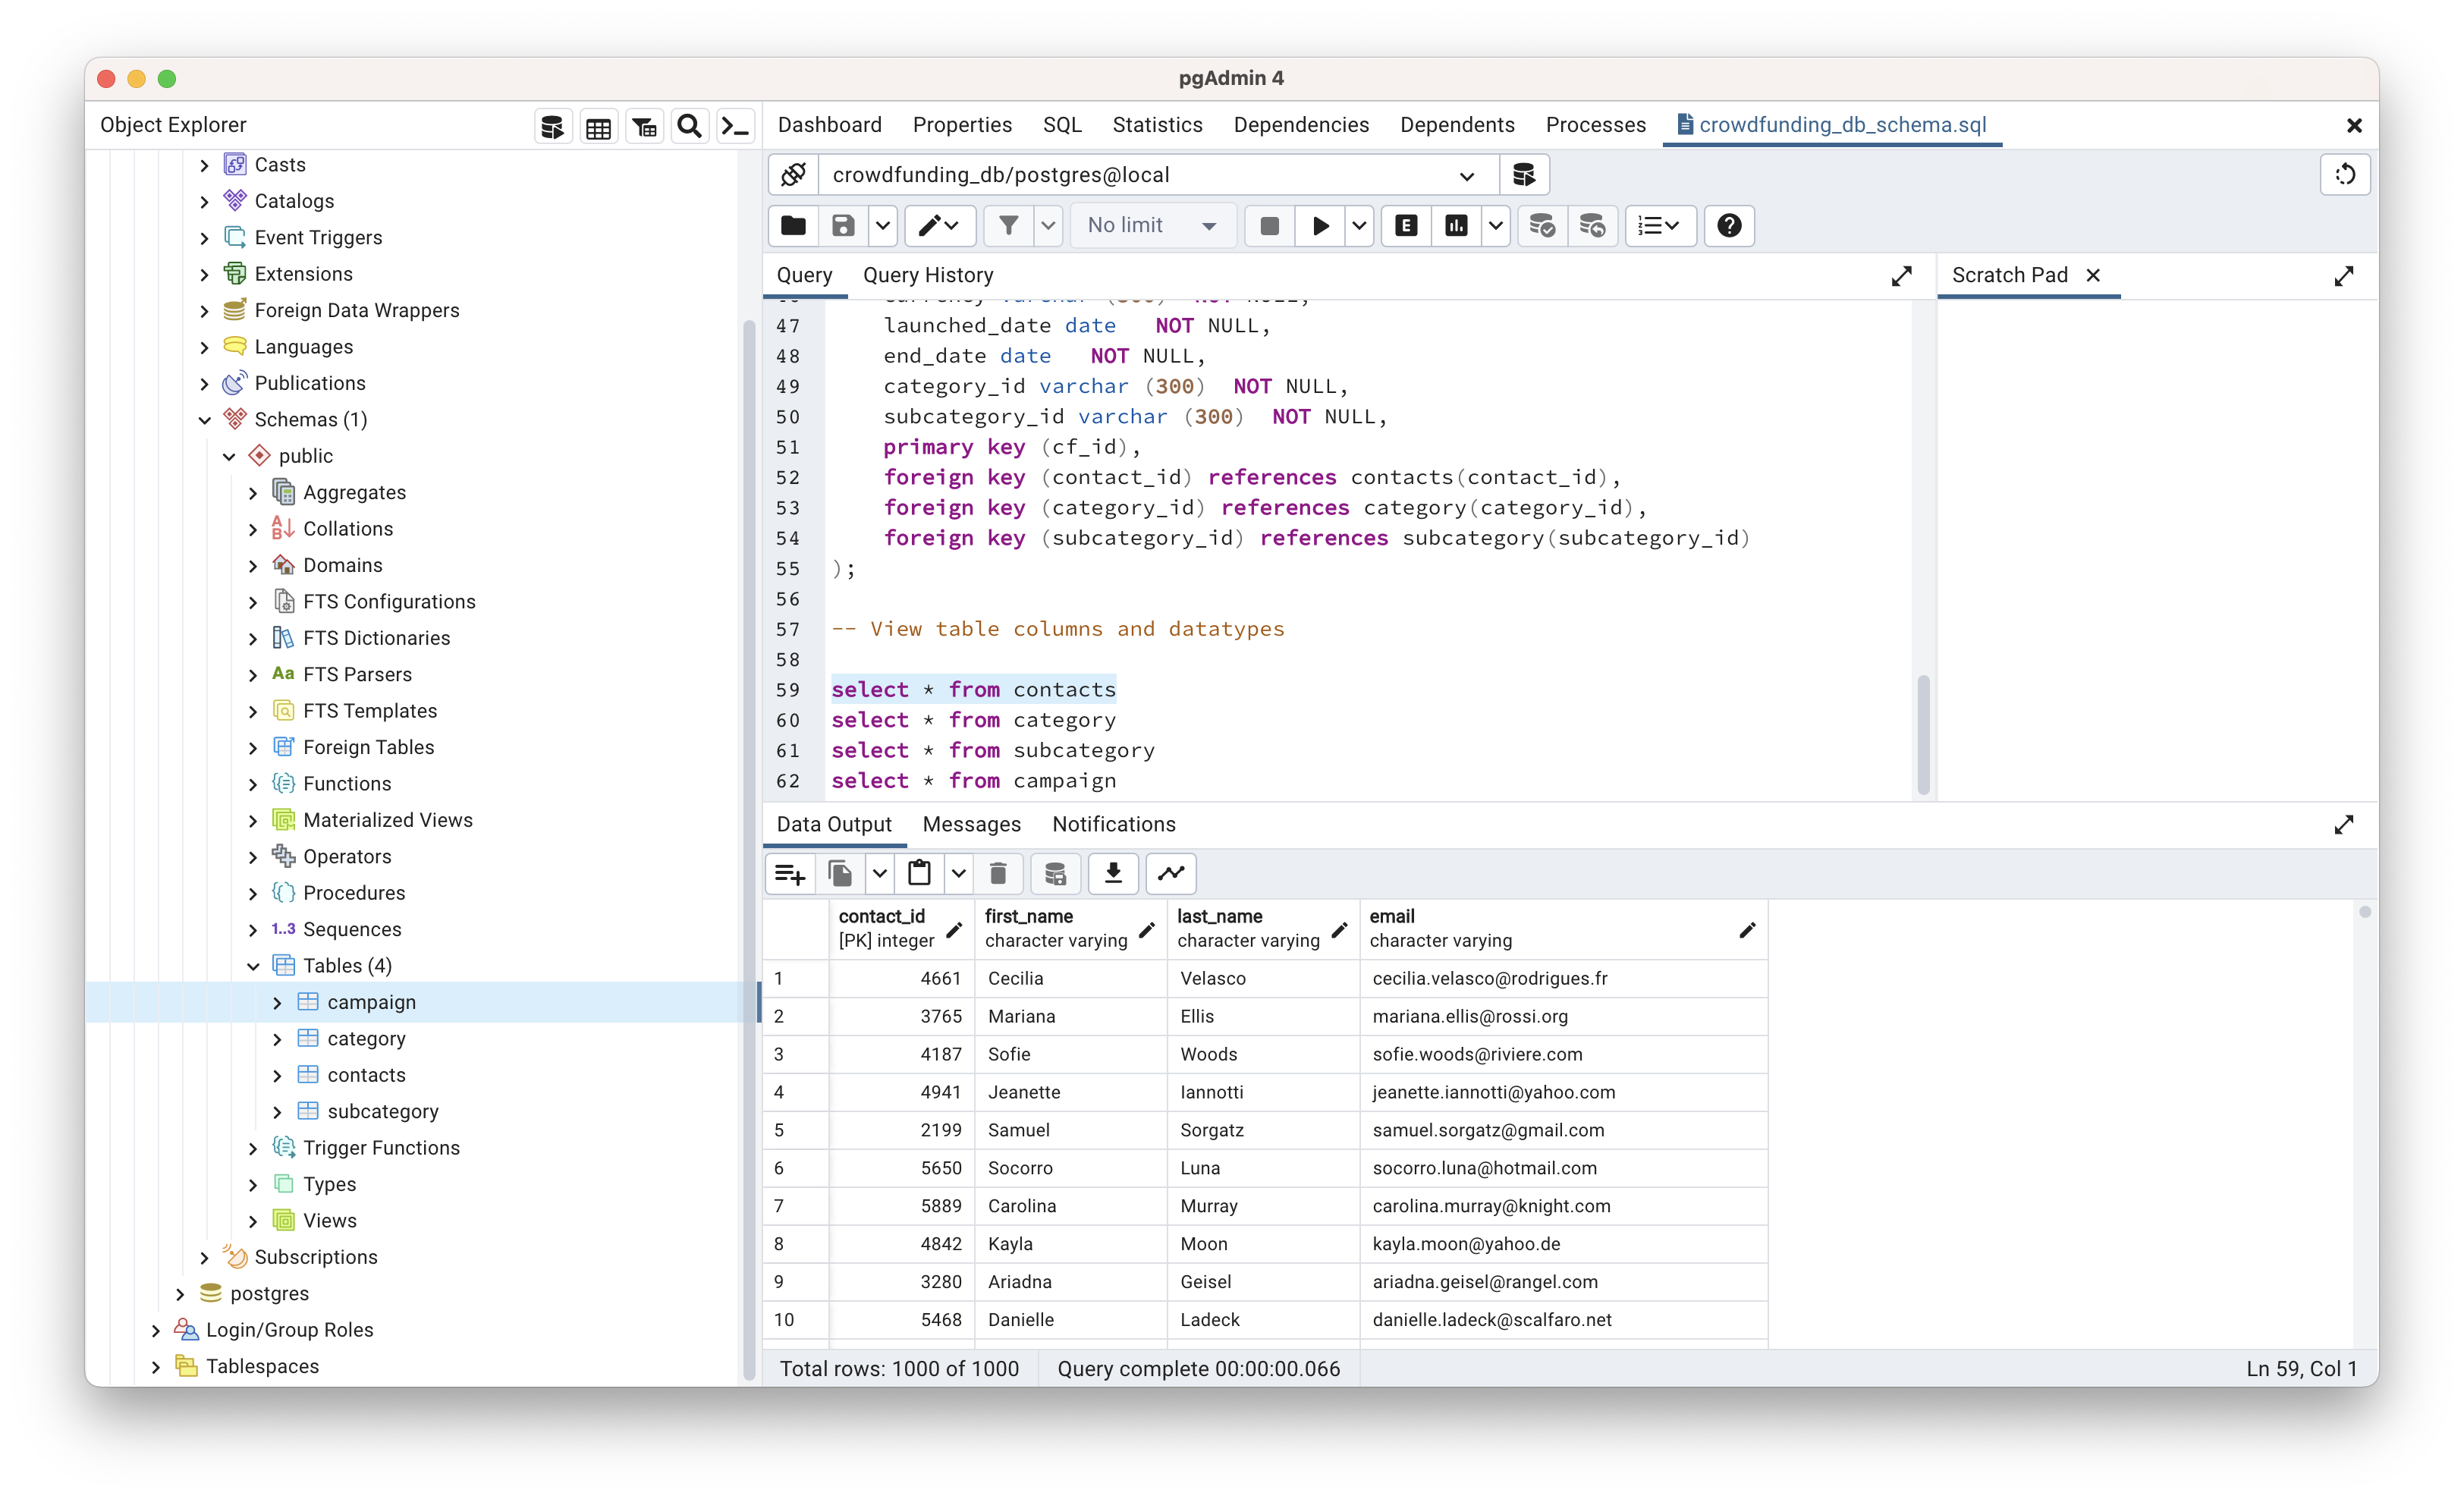 pgAdmin 4
Object Explorer
Casts
Catalogs
Event Triggers
Extensions
Foreign Data Wrappers
Languages
Publications
Schemas (1)
public
Aggregates
Collations
Domains
FTS Configurations
FTS Dictionaries
Aa FTS Parsers
FTS Templates
Foreign Tables
Functions
Materialized Views
Operators
Procedures
1..3 Sequences
Tables (4)
campaign
category
contacts
subcategory
Trigger Functions
Types
Views
Subscriptions
postgres
Login/Group Roles
Tablespaces
Dashboard Properties SQL Statistics Dependencies Dependents Processes crowdfunding_db_schema.sql
crowdfunding_db/postgres@local
No limit E
Query Query History
Scratch Pad
46 currency varchar (300) NOT NULL,
47 launched_date date NOT NULL,
48 end_date date NOT NULL,
49 category_id varchar (300) NOT NULL,
50 subcategory_id varchar (300) NOT NULL,
51 primary key (cf_id),
52 foreign key (contact_id) references contacts(contact_id),
53 foreign key (category_id) references category(category_id),
54 foreign key (subcategory_id) references subcategory(subcategory_id)
55 );
56
57 -- View table columns and datatypes
58
59 select * from contacts
60 select * from category
61 select * from subcategory
62 select * from campaign
Data Output Messages Notifications
contact_id first_name last_name email
[PK] integer character varying character varying character varying
1 4661 Cecilia Velasco cecilia.velasco@rodrigues.fr
2 3765 Mariana Ellis mariana.ellis@rossi.org
3 4187 Sofie Woods sofie.woods@riviere.com
4 4941 Jeanette Iannotti jeanette.iannotti@yahoo.com
5 2199 Samuel Sorgatz samuel.sorgatz@gmail.com
6 5650 Socorro Luna socorro.luna@hotmail.com
7 5889 Carolina Murray carolina.murray@knight.com
8 4842 Kayla Moon kayla.moon@yahoo.de
9 3280 Ariadna Geisel ariadna.geisel@rangel.com
10 5468 Danielle Ladeck danielle.ladeck@scalfaro.net
Total rows: 1000 of 1000 Query complete 00:00:00.066 Ln 59, Col 1